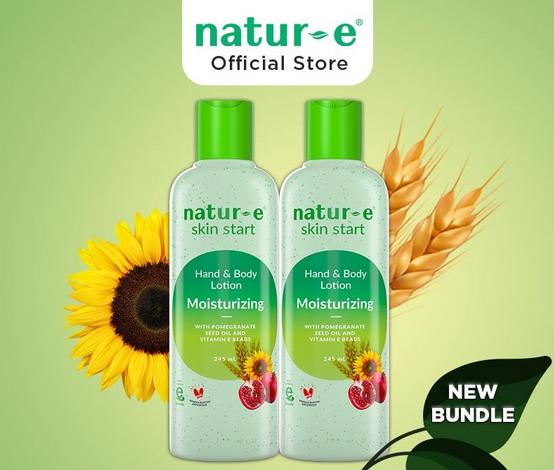 natur-e®
Official Store
natur-e®
skin start
Hand & Body
Lotion
Moisturizing
WITH POMEGRANATE
SEED OIL AND
VITAMIN E BEADS
245 mL
natur-e®
skin start
Hand & Body
Lotion
Moisturizing
WITH POMEGRANATE
SEED OIL AND
VITAMIN E BEADS
245 mL
NEW
BUNDLE